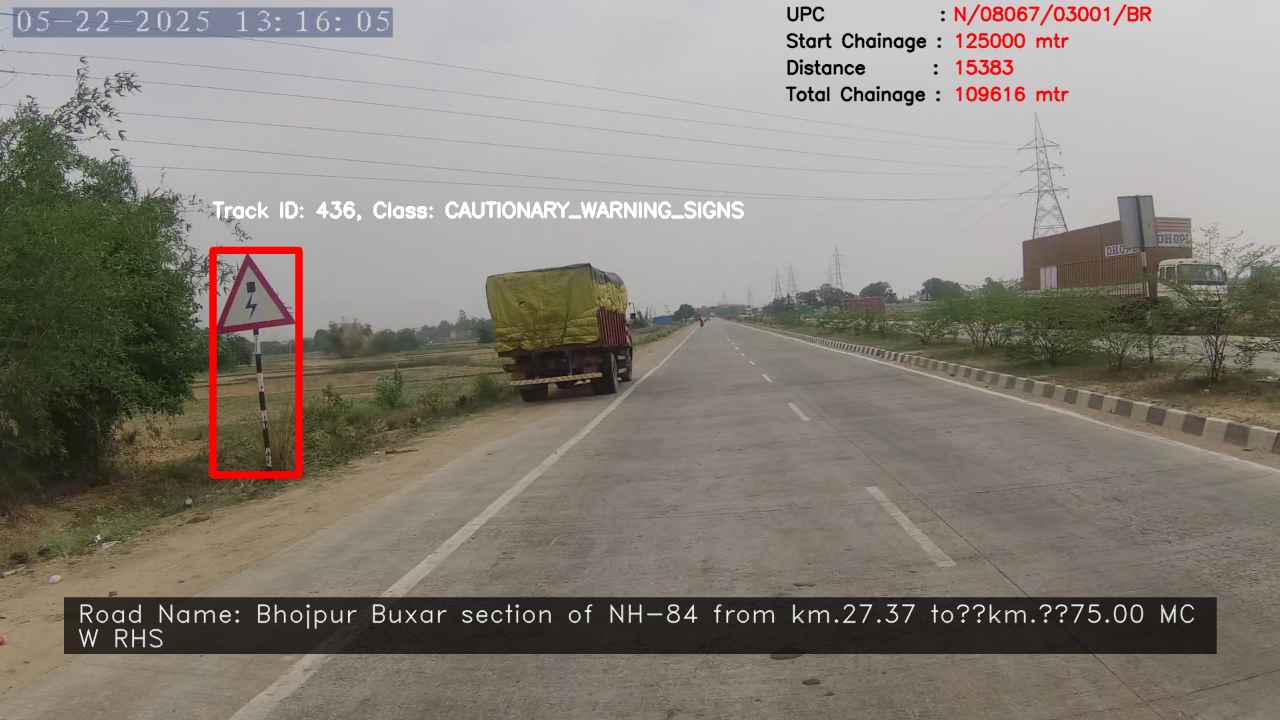 05-22-2025 13:16:05
UPC : N/08067/03001/BR
Start Chainage : 125000 mtr
Distance : 15383
Total Chainage : 109616 mtr
Track ID: 436, Class: CAUTIONARY_WARNING_SIGNS
DHOPE
Road Name: Bhojpur Buxar section of NH-84 from km.27.37 to??km.??75.00 MC
W RHS